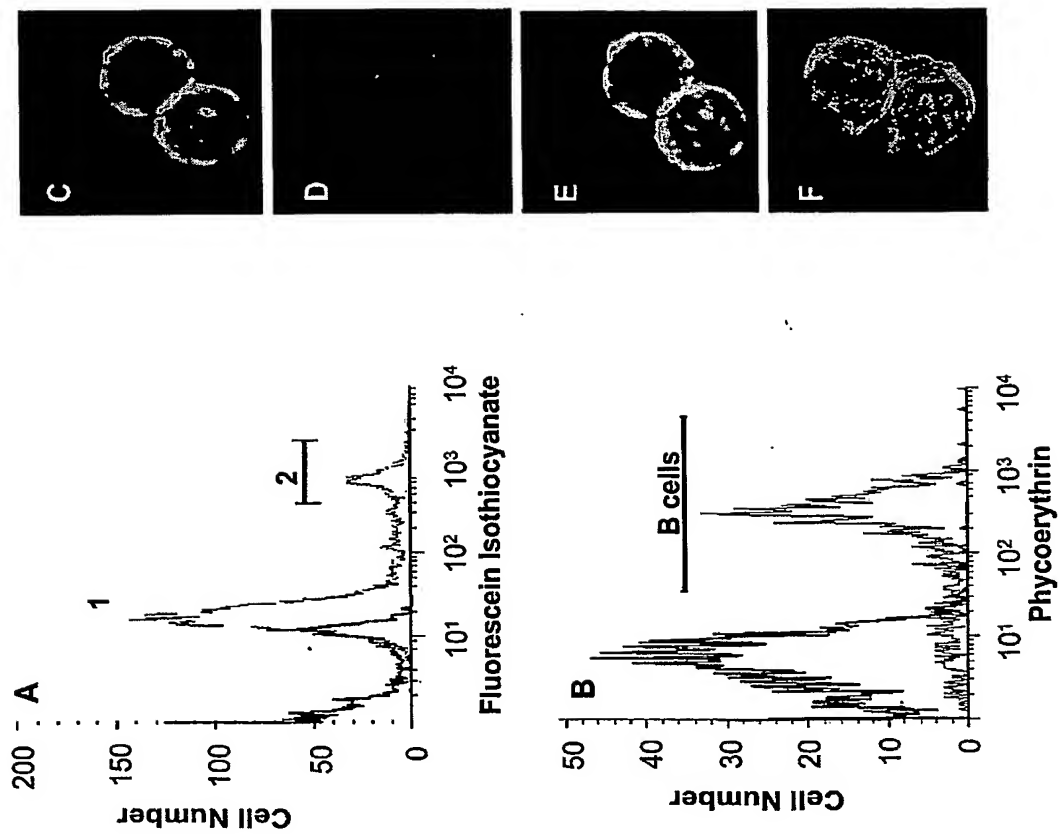 A
Cell Number
200
150
100
50
0
1
2
10¹ 10² 10³ 10⁴
Fluorescein Isothiocyanate
B
Cell Number
50
40
30
20
10
0
B cells
10¹ 10² 10³ 10⁴
Phycoerythrin
C
D
E
F